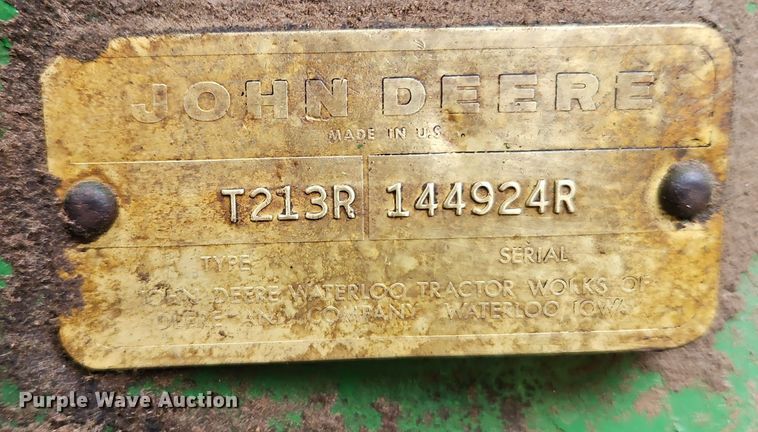 JOHN DEERE
MADE IN U.S.
T213R 144924R
TYPE SERIAL
JOHN DEERE WATERLOO TRACTOR WORKS OF
DEERE AND COMPANY WATERLOO IOWA
Purple Wave Auction